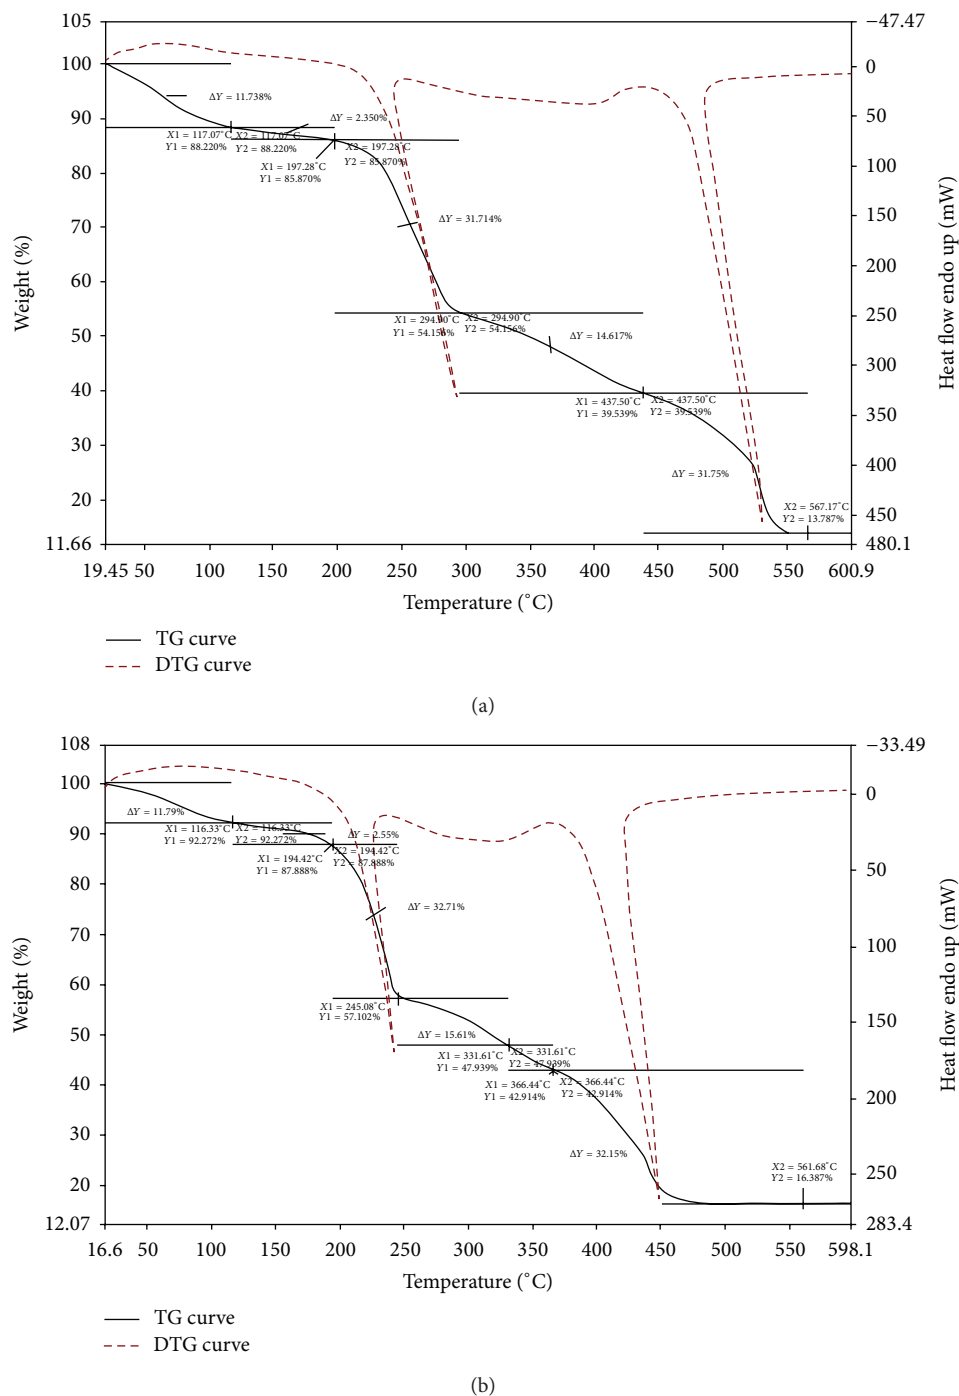 105
−47.47
100
0
ΔY = 11.738%
50
ΔY = 2.350%
90
X1 = 117.07°C
Y1 = 88.220%
X2 = 117.07°C
Y2 = 88.220%
X2 = 197.28°C
Y2 = 85.870%
X1 = 197.28°C
Y1 = 85.870%
80
100
70
ΔY = 31.714%
150
Weight (%)
200
60
X1 = 294.90°C
Y1 = 54.156%
X2 = 294.90°C
Y2 = 54.156%
250
Heat flow endo up (mW)
50
ΔY = 14.617%
300
40
X1 = 437.50°C
Y1 = 39.539%
X2 = 437.50°C
Y2 = 39.539%
350
30
400
ΔY = 31.75%
20
X2 = 567.17°C
Y2 = 13.787%
450
11.66
480.1
19.45 50 100 150 200 250 300 350 400 450 500 550 600.9
Temperature (°C)
TG curve
DTG curve
(a)
108
−33.49
100
0
ΔY = 11.79%
90
X1 = 116.33°C
Y1 = 92.272%
X2 = 116.33°C
Y2 = 92.272%
ΔY = 2.55%
X2 = 194.42°C
Y2 = 87.888%
X1 = 194.42°C
Y1 = 87.888%
50
80
ΔY = 32.71%
70
100
Weight (%)
60
X1 = 245.08°C
Y1 = 57.102%
150
Heat flow endo up (mW)
50
ΔY = 15.61%
X1 = 331.61°C
Y1 = 47.939%
X2 = 331.61°C
Y2 = 47.939%
40
X1 = 366.44°C
Y1 = 42.914%
X2 = 366.44°C
Y2 = 42.914%
200
30
ΔY = 32.15%
20
X2 = 561.68°C
Y2 = 16.387%
250
12.07
283.4
16.6 50 100 150 200 250 300 350 400 450 500 550 598.1
Temperature (°C)
TG curve
DTG curve
(b)